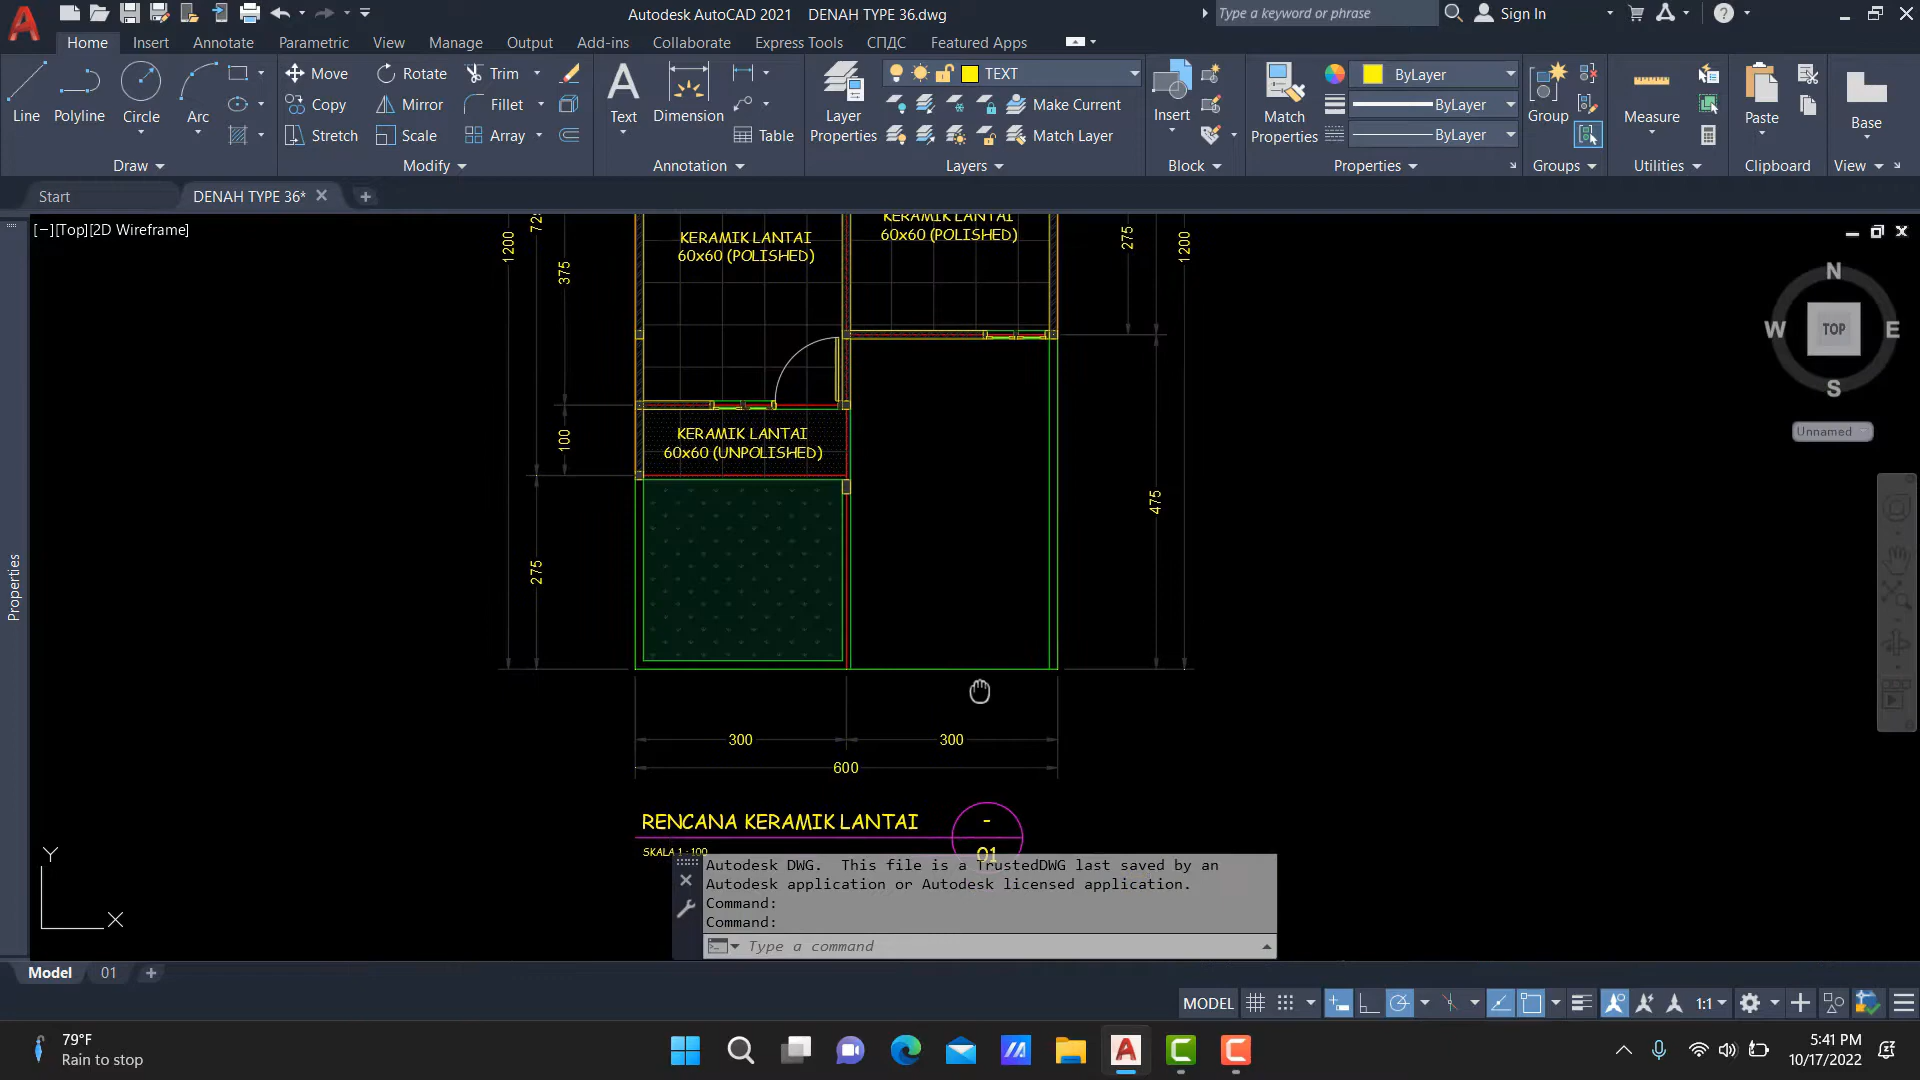 Autodesk AutoCAD 2021 DENAH TYPE 36.dwg
Type a keyword or phrase
Sign In
Home Insert Annotate Parametric View Manage Output Add-ins Collaborate Express Tools СПДС Featured Apps
Line Polyline Circle Arc
Move Rotate Trim
Copy Mirror Fillet
Stretch Scale Array
Text Dimension
Table
Layer
Properties
TEXT
Make Current
Match Layer
Insert
Match
Properties
ByLayer
ByLayer
ByLayer
Group
Measure
Paste
Base
Draw Modify Annotation Layers Block Properties Groups Utilities Clipboard View
Start DENAH TYPE 36*
[−][Top][2D Wireframe]
Properties
KERAMIK LANTAI
60x60 (POLISHED)
KERAMIK LANTAI
60x60 (POLISHED)
1200
375
275
1200
N
W TOP E
S
Unnamed
KERAMIK LANTAI
60x60 (UNPOLISHED)
100
475
275
300 300
600
RENCANA KERAMIK LANTAI
SKALA 1 : 100
-
01
Autodesk DWG. This file is a TrustedDWG last saved by an
Autodesk application or Autodesk licensed application.
Command:
Command:
Type a command
Y
X
Model 01
MODEL
1:1
79°F
Rain to stop
5:41 PM
10/17/2022